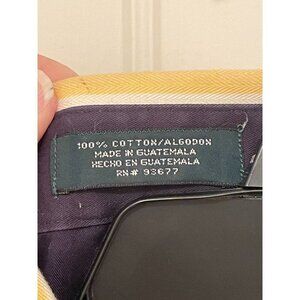 100% COTTON/ALGODON
MADE IN GUATEMALA
HECHO EN GUATEMALA
RN# 93677